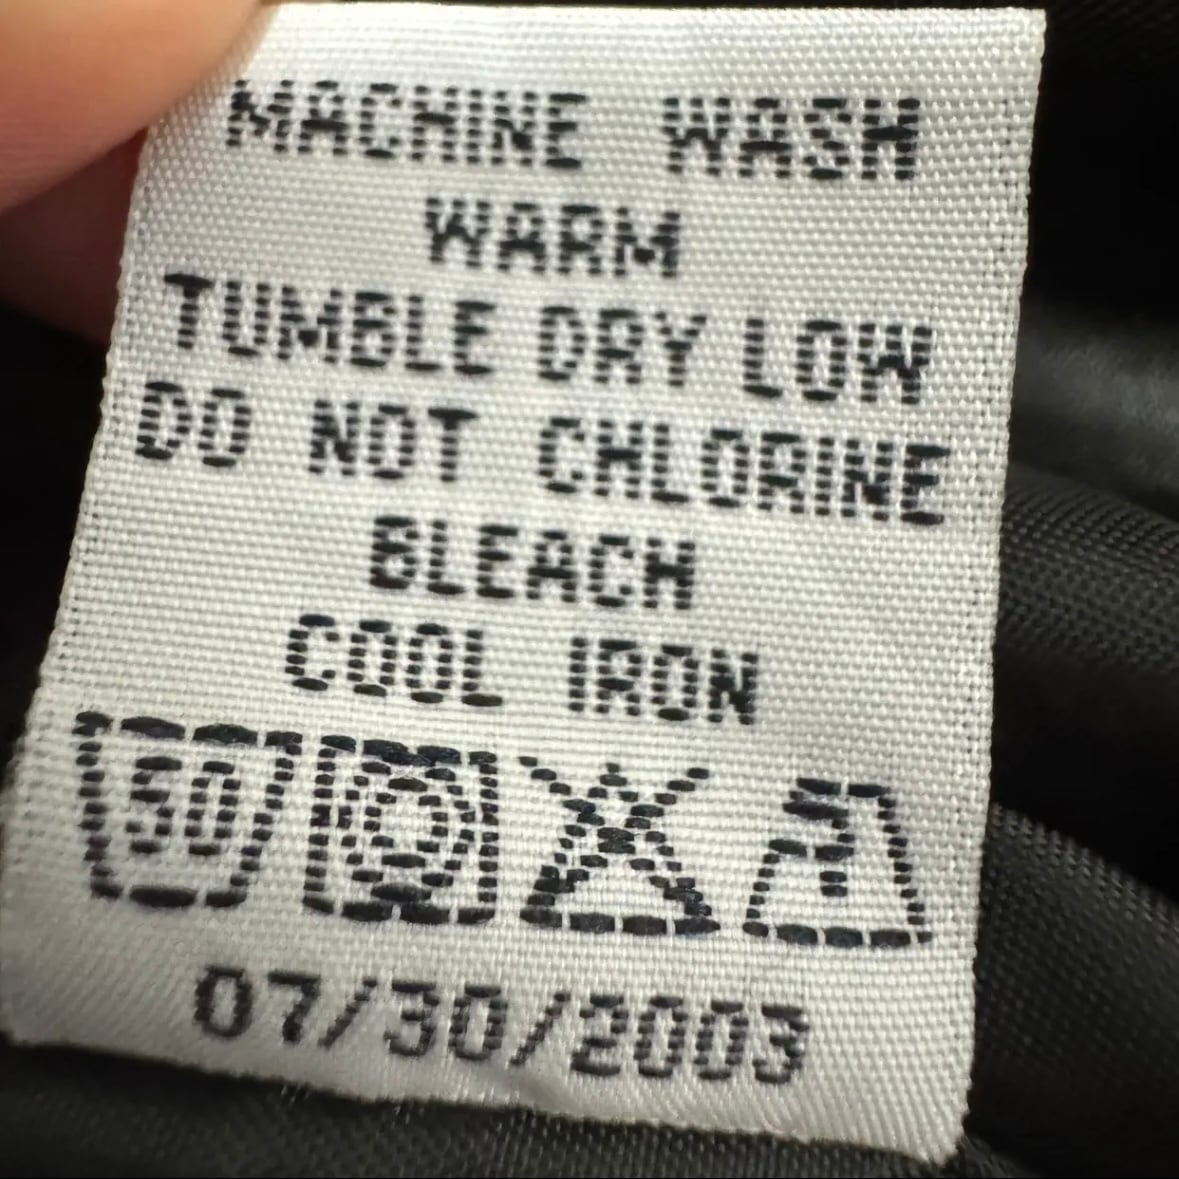 MACHINE WASH
WARM
TUMBLE DRY LOW
DO NOT CHLORINE
BLEACH
COOL IRON
50
07/30/2003